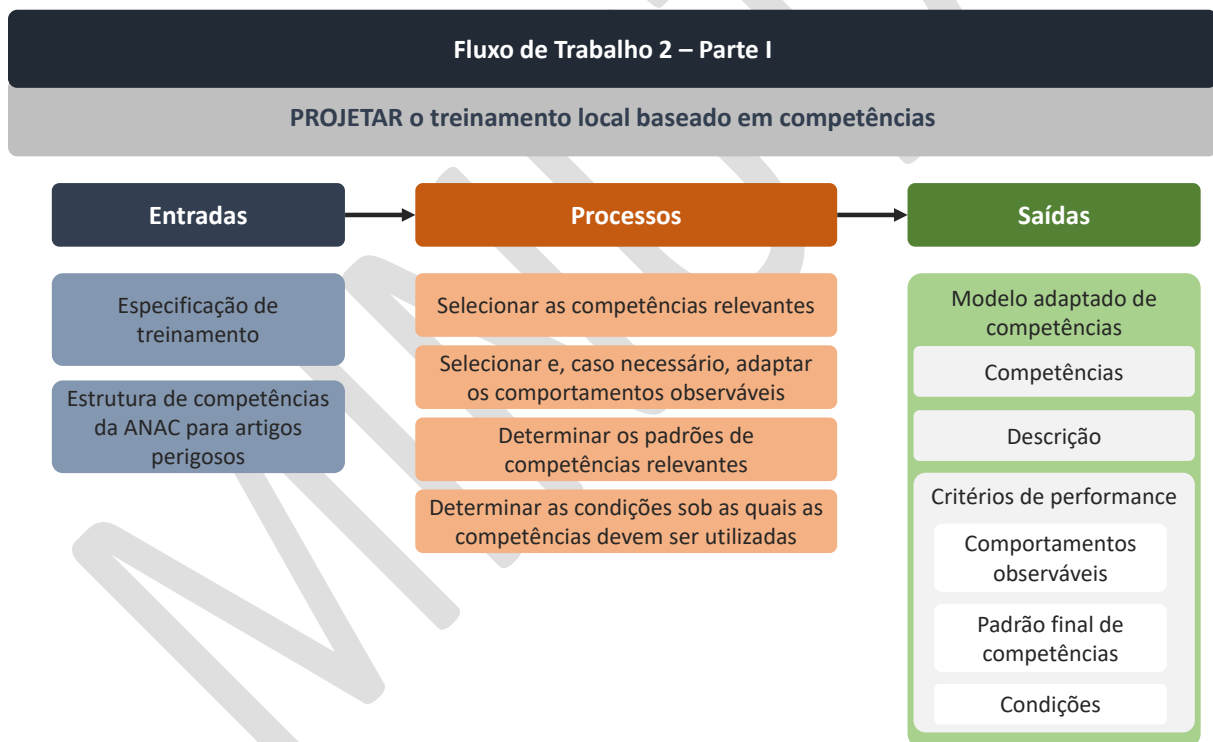 Fluxo de Trabalho 2 – Parte I
PROJETAR o treinamento local baseado em competências
Entradas
Processos
Saídas
Especificação de
treinamento
Estrutura de competências
da ANAC para artigos
perigosos
Selecionar as competências relevantes
Selecionar e, caso necessário, adaptar
os comportamentos observáveis
Determinar os padrões de
competências relevantes
Determinar as condições sob as quais as
competências devem ser utilizadas
Modelo adaptado de
competências
Competências
Descrição
Critérios de performance
Comportamentos
observáveis
Padrão final de
competências
Condições